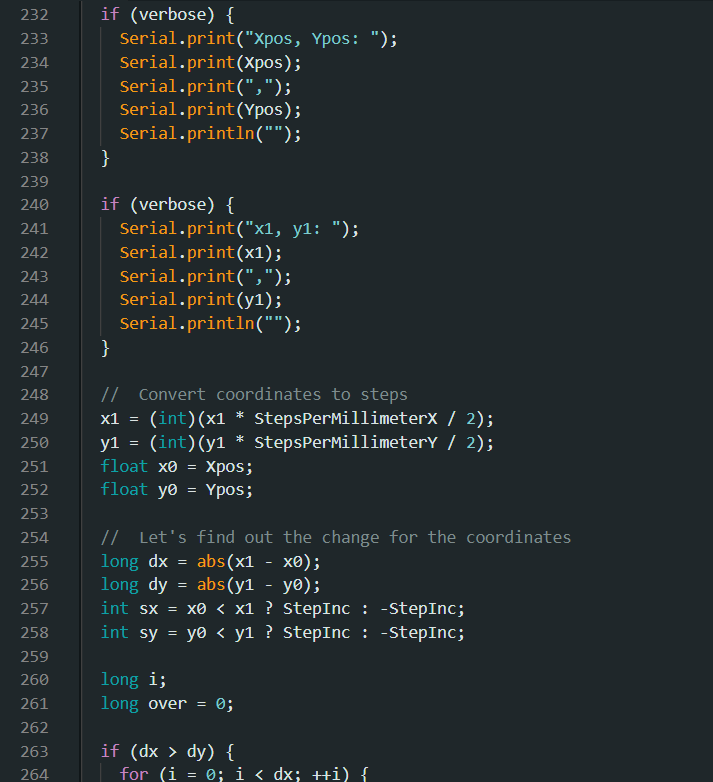 232 if (verbose) {
233 Serial.print("Xpos, Ypos: ");
234 Serial.print(Xpos);
235 Serial.print(",");
236 Serial.print(Ypos);
237 Serial.println("");
238 }
239
240 if (verbose) {
241 Serial.print("x1, y1: ");
242 Serial.print(x1);
243 Serial.print(",");
244 Serial.print(y1);
245 Serial.println("");
246 }
247
248 //  Convert coordinates to steps
249 x1 = (int)(x1 * StepsPerMillimeterX / 2);
250 y1 = (int)(y1 * StepsPerMillimeterY / 2);
251 float x0 = Xpos;
252 float y0 = Ypos;
253
254 //  Let's find out the change for the coordinates
255 long dx = abs(x1 - x0);
256 long dy = abs(y1 - y0);
257 int sx = x0 < x1 ? StepInc : -StepInc;
258 int sy = y0 < y1 ? StepInc : -StepInc;
259
260 long i;
261 long over = 0;
262
263 if (dx > dy) {
264 for (i = 0; i < dx; ++i) {